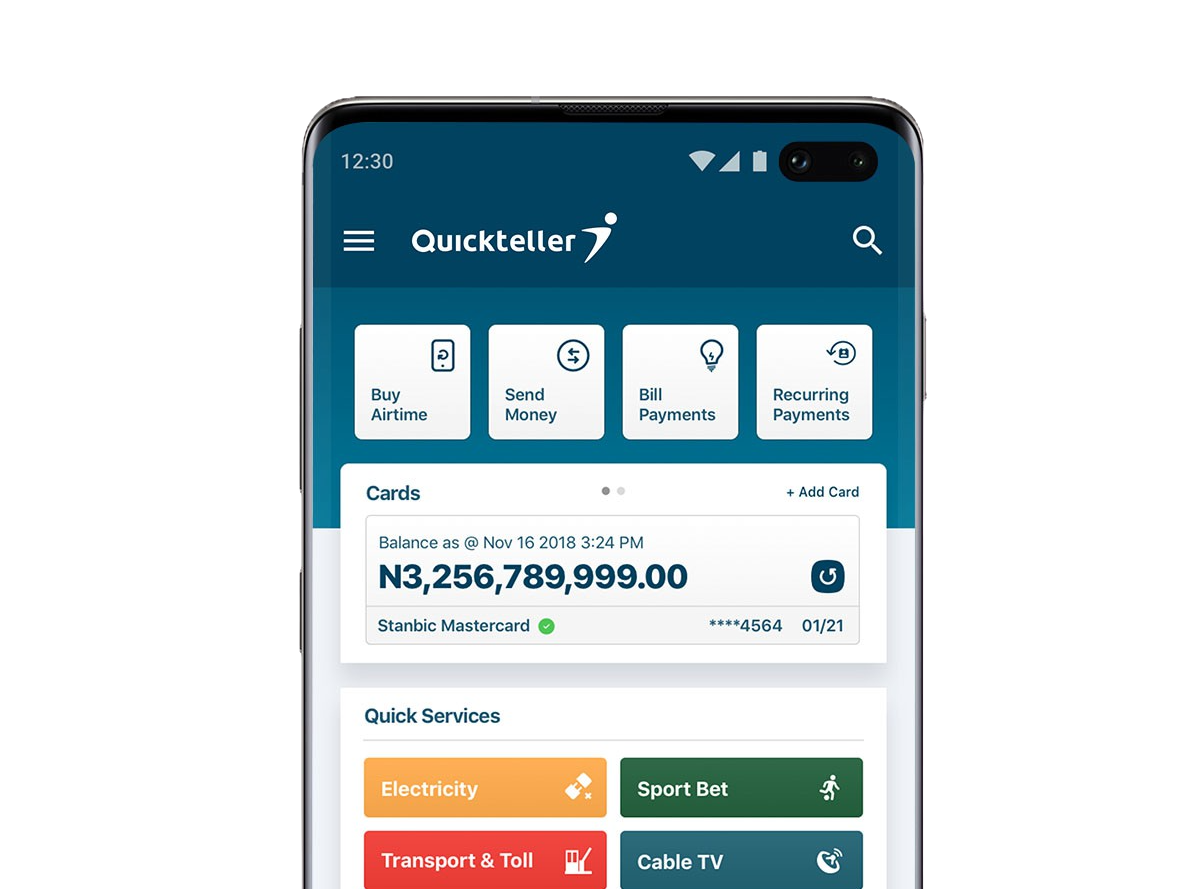 12:30
Quickteller
Buy
Airtime
Send
Money
Bill
Payments
Recurring
Payments
Cards
+ Add Card
Balance as @ Nov 16 2018 3:24 PM
N3,256,789,999.00
Stanbic Mastercard
****4564 01/21
Quick Services
Electricity
Sport Bet
Transport & Toll
Cable TV